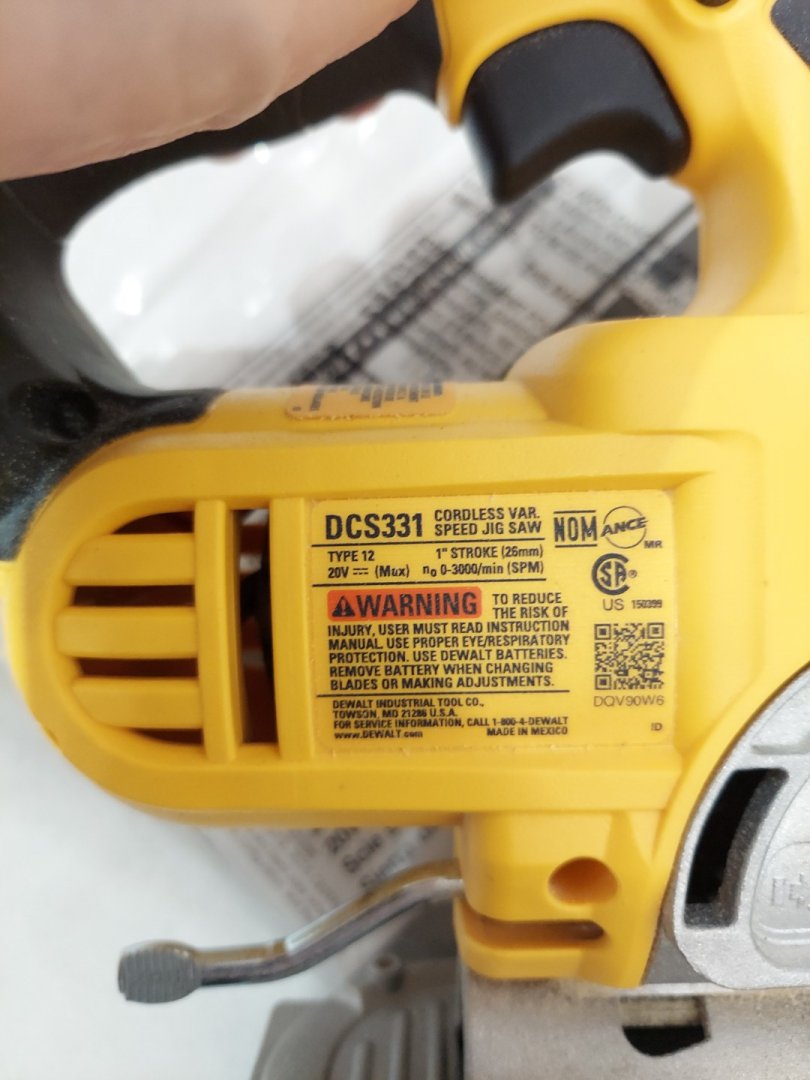 DCS331 CORDLESS VAR.
SPEED JIG SAW
NOM ANCE
MR
TYPE 12 1" STROKE (26mm)
20V ⎓ (Max) n₀ 0-3000/min (SPM)
SA ®
US 150399
WARNING TO REDUCE
THE RISK OF
INJURY, USER MUST READ INSTRUCTION
MANUAL. USE PROPER EYE/RESPIRATORY
PROTECTION. USE DEWALT BATTERIES.
REMOVE BATTERY WHEN CHANGING
BLADES OR MAKING ADJUSTMENTS.
DQV90W6
DEWALT INDUSTRIAL TOOL CO.,
TOWSON, MD 21286 U.S.A.
FOR SERVICE INFORMATION, CALL 1-800-4-DEWALT
www.DEWALT.com MADE IN MEXICO
ID